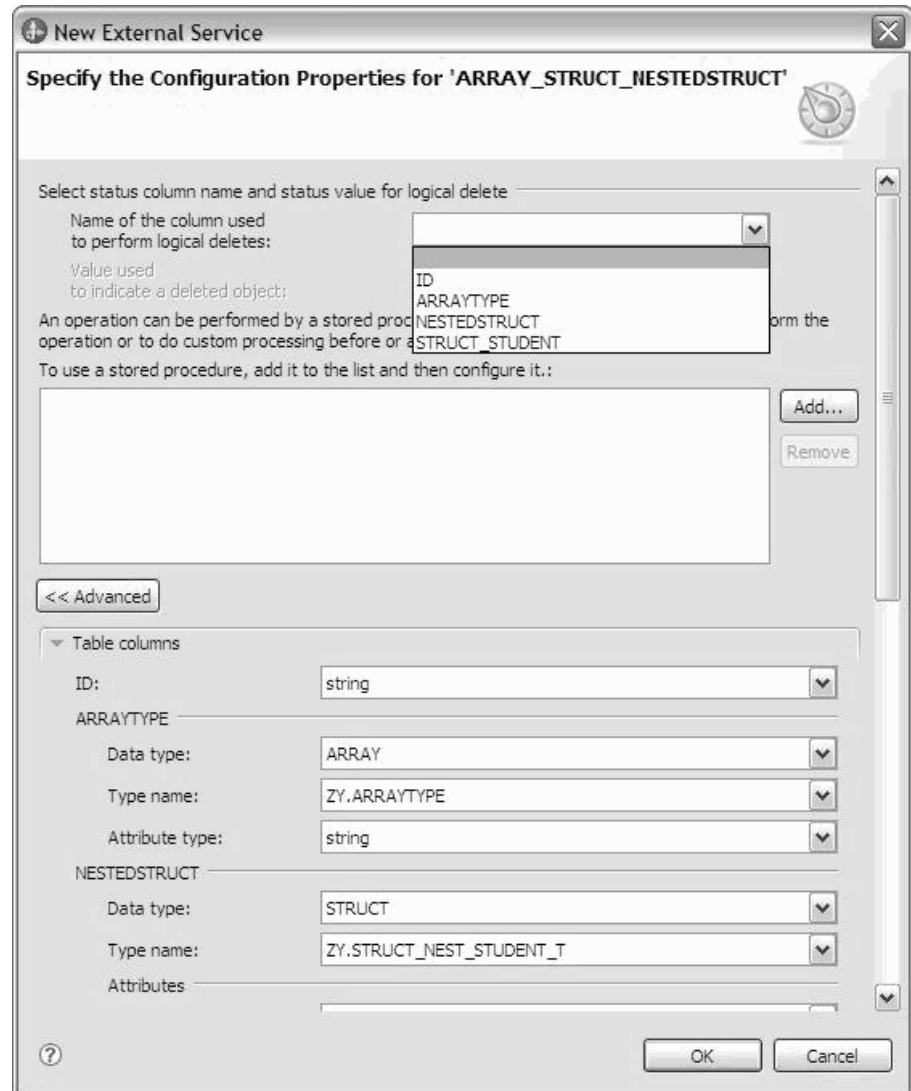 New External Service
Specify the Configuration Properties for 'ARRAY_STRUCT_NESTEDSTRUCT'
Select status column name and status value for logical delete
Name of the column used
to perform logical deletes:
Value used
to indicate a deleted object:
ID
ARRAYTYPE
NESTEDSTRUCT
STRUCT_STUDENT
An operation can be performed by a stored proc
orm the
operation or to do custom processing before or a
To use a stored procedure, add it to the list and then configure it.:
Add...
Remove
<< Advanced
Table columns
ID: string
ARRAYTYPE
Data type: ARRAY
Type name: ZY.ARRAYTYPE
Attribute type: string
NESTEDSTRUCT
Data type: STRUCT
Type name: ZY.STRUCT_NEST_STUDENT_T
Attributes
?
OK Cancel